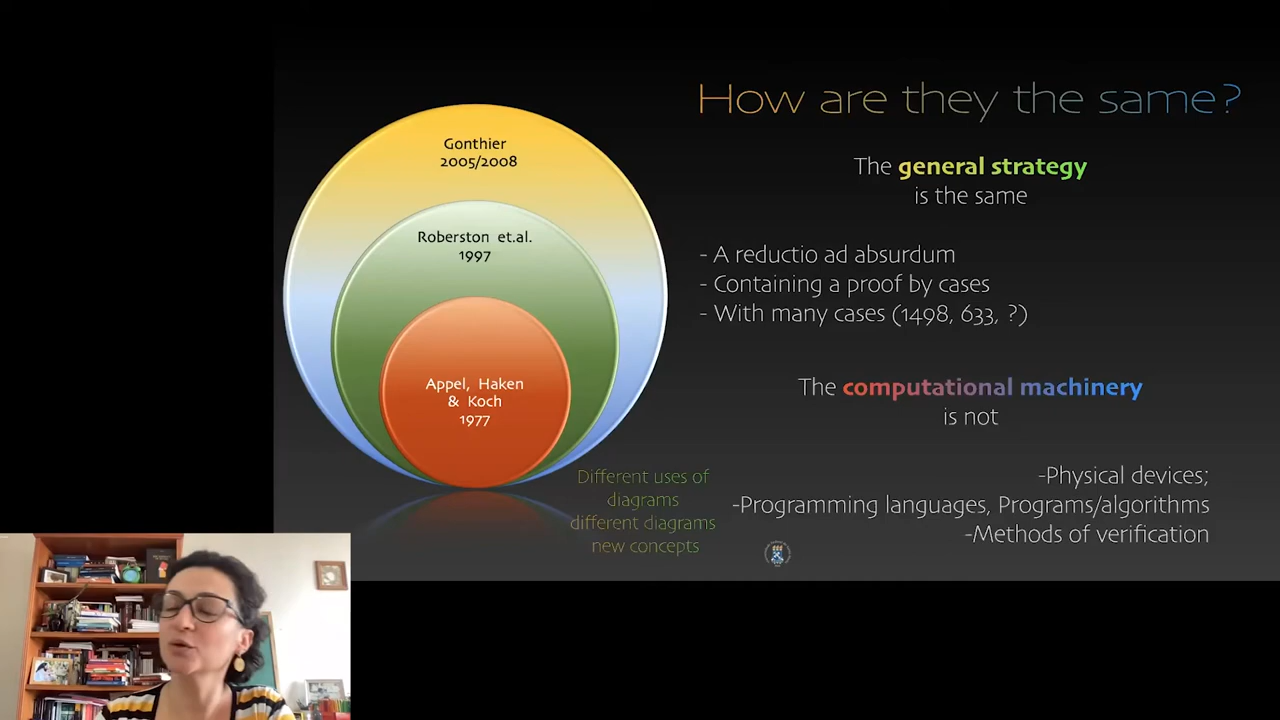 How are they the same?
Gonthier
2005/2008
Roberston et.al.
1997
Appel, Haken
& Koch
1977
The general strategy
is the same
- A reductio ad absurdum
- Containing a proof by cases
- With many cases (1498, 633, ?)
The computational machinery
is not
-Physical devices;
-Programming languages, Programs/algorithms
-Methods of verification
Different uses of
diagrams
different diagrams
new concepts